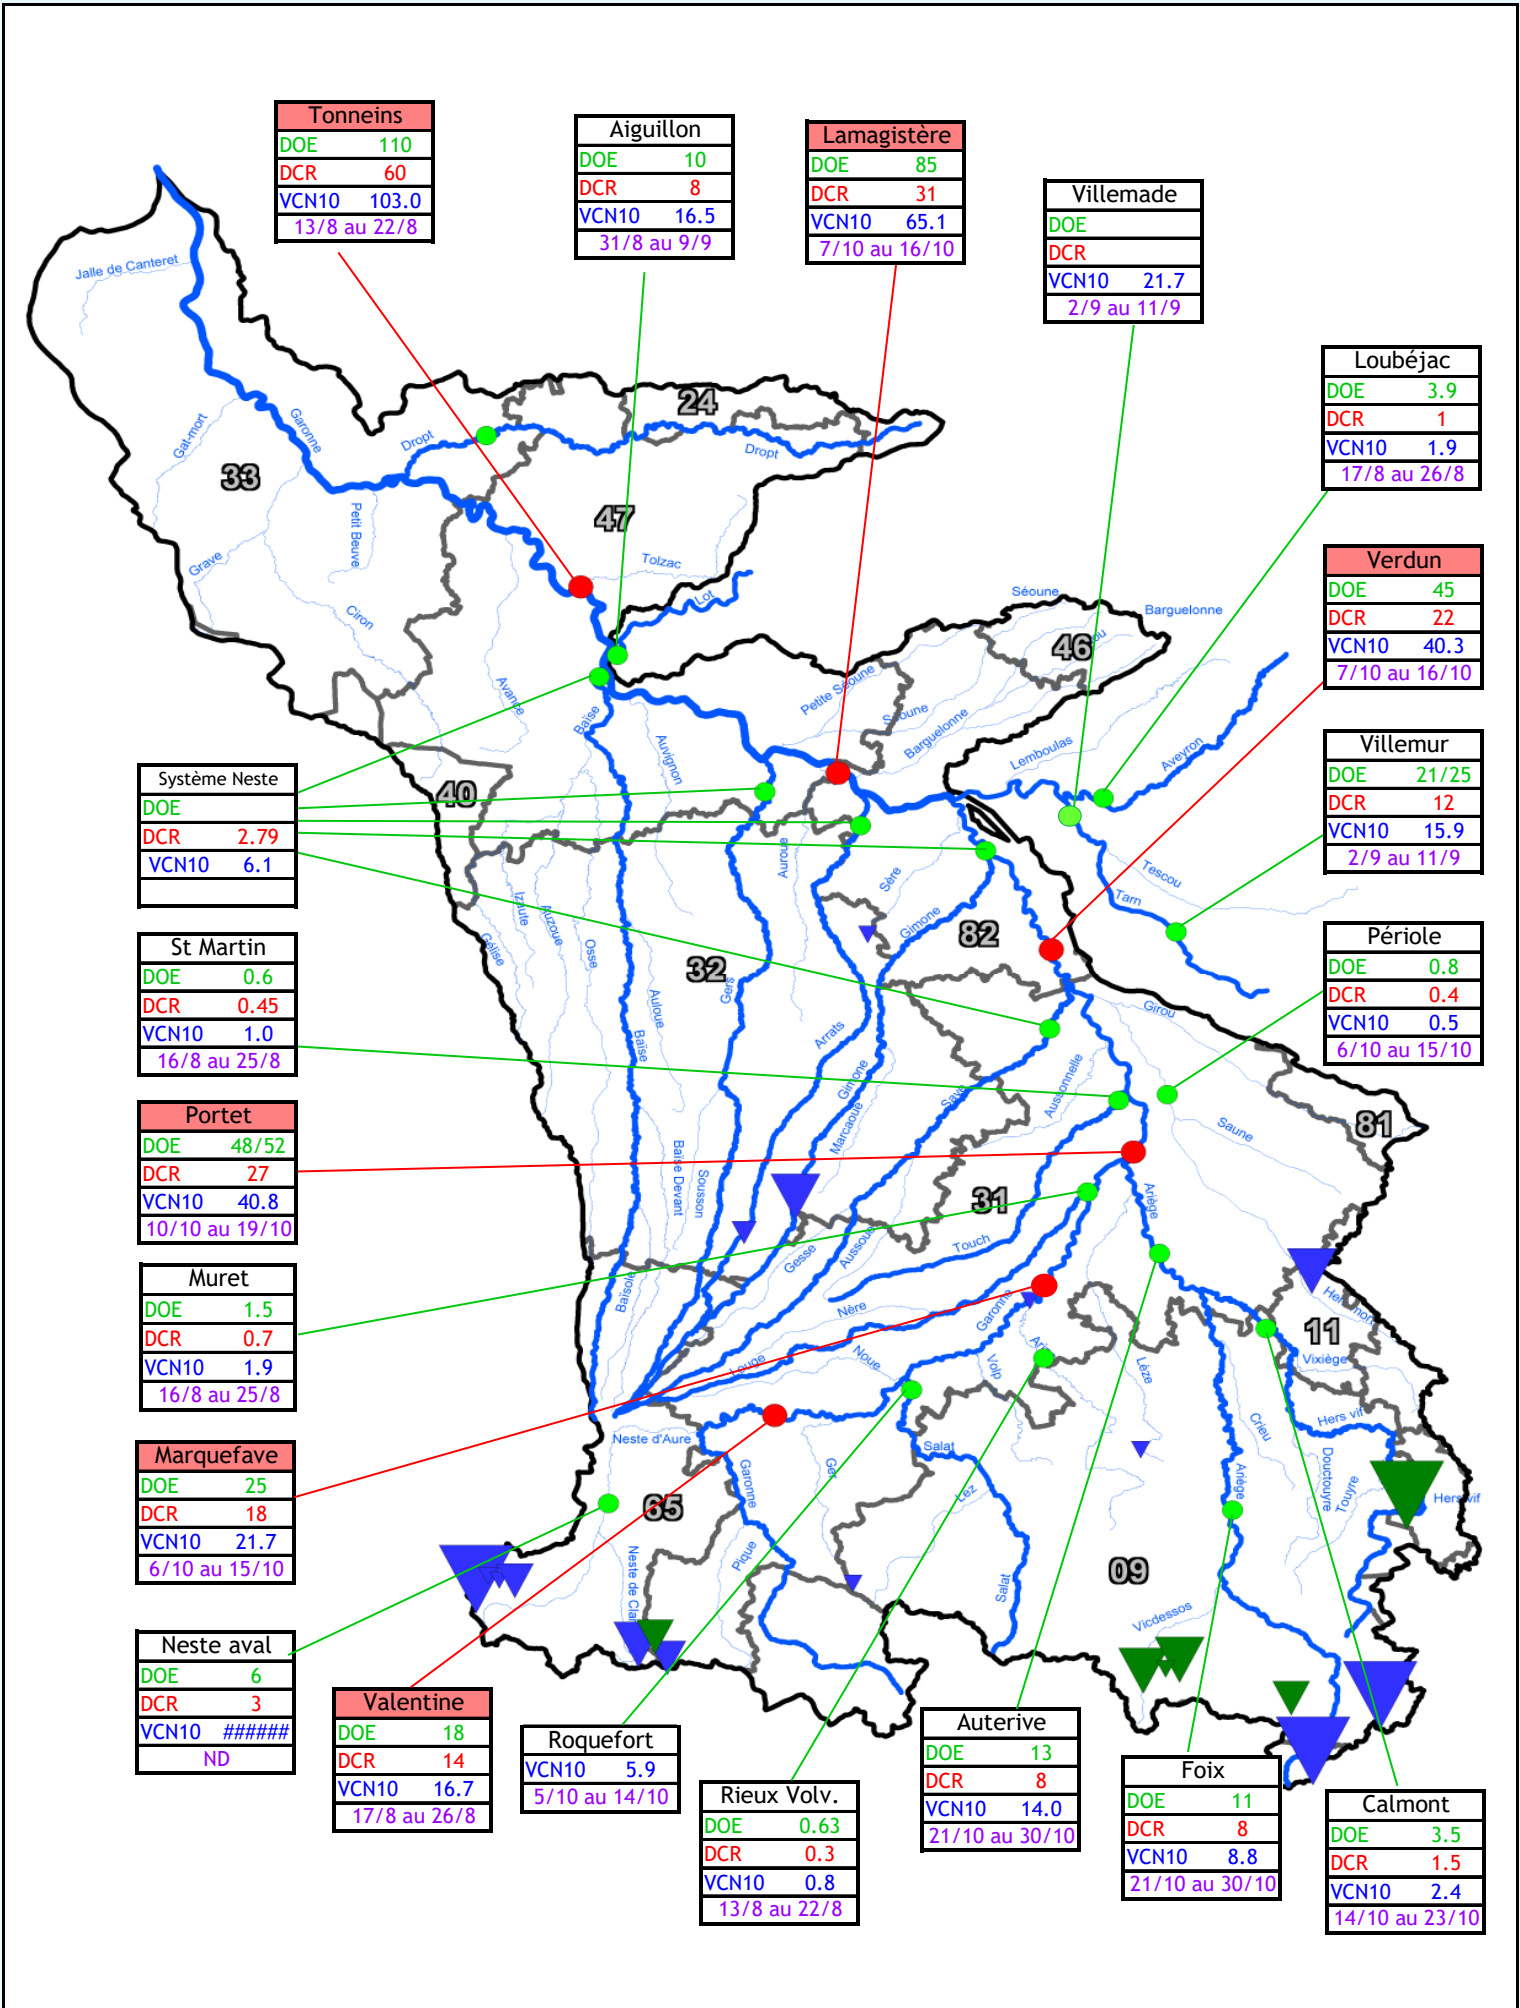 Tonneins
DOE 110
DCR 60
VCN10 103.0
13/8 au 22/8
Aiguillon
DOE 10
DCR 8
VCN10 16.5
31/8 au 9/9
Lamagistère
DOE 85
DCR 31
VCN10 65.1
7/10 au 16/10
Villemade
DOE
DCR
VCN10 21.7
2/9 au 11/9
Loubéjac
DOE 3.9
DCR 1
VCN10 1.9
17/8 au 26/8
Verdun
DOE 45
DCR 22
VCN10 40.3
7/10 au 16/10
Villemur
DOE 21/25
DCR 12
VCN10 15.9
2/9 au 11/9
Périole
DOE 0.8
DCR 0.4
VCN10 0.5
6/10 au 15/10
Système Neste
DOE
DCR 2.79
VCN10 6.1
St Martin
DOE 0.6
DCR 0.45
VCN10 1.0
16/8 au 25/8
Portet
DOE 48/52
DCR 27
VCN10 40.8
10/10 au 19/10
Muret
DOE 1.5
DCR 0.7
VCN10 1.9
16/8 au 25/8
Marquefave
DOE 25
DCR 18
VCN10 21.7
6/10 au 15/10
Neste aval
DOE 6
DCR 3
VCN10 ######
ND
Valentine
DOE 18
DCR 14
VCN10 16.7
17/8 au 26/8
Roquefort
VCN10 5.9
5/10 au 14/10
Rieux Volv.
DOE 0.63
DCR 0.3
VCN10 0.8
13/8 au 22/8
Auterive
DOE 13
DCR 8
VCN10 14.0
21/10 au 30/10
Foix
DOE 11
DCR 8
VCN10 8.8
21/10 au 30/10
Calmont
DOE 3.5
DCR 1.5
VCN10 2.4
14/10 au 23/10
Jalle de Canteret
Gat-mort
Garonne
Dropt
24
Dropt
33
47
Petit Beuve
Grave
Ciron
Tolzac
Lot
Séoune
Barguelonne
46
Avance
Baïse
Auvignon
Petite Séoune
Séoune
Barguelonne
Lemboulas
Aveyron
40
Auroue
Sère
Gimone
82
Tescou
Tarn
Izaute
Auzoue
Gélise
Osse
32
Auloue
Gers
Baïse
Arrats
Gimone
Marcaoue
Save
Aussonnelle
Girou
Saune
81
Baïse Devant
Sousson
31
Ariège
Baïsole
Gesse
Aussoue
Touch
Nère
Louge
Noue
Garonne
Volp
Lèze
11
Vixiège
Hers vif
Crieu
Douctouyre
Touyre
Hers vif
Neste d'Aure
Garonne
Ger
Salat
Lez
Ariège
65
Pique
Salat
09
Vicdessos